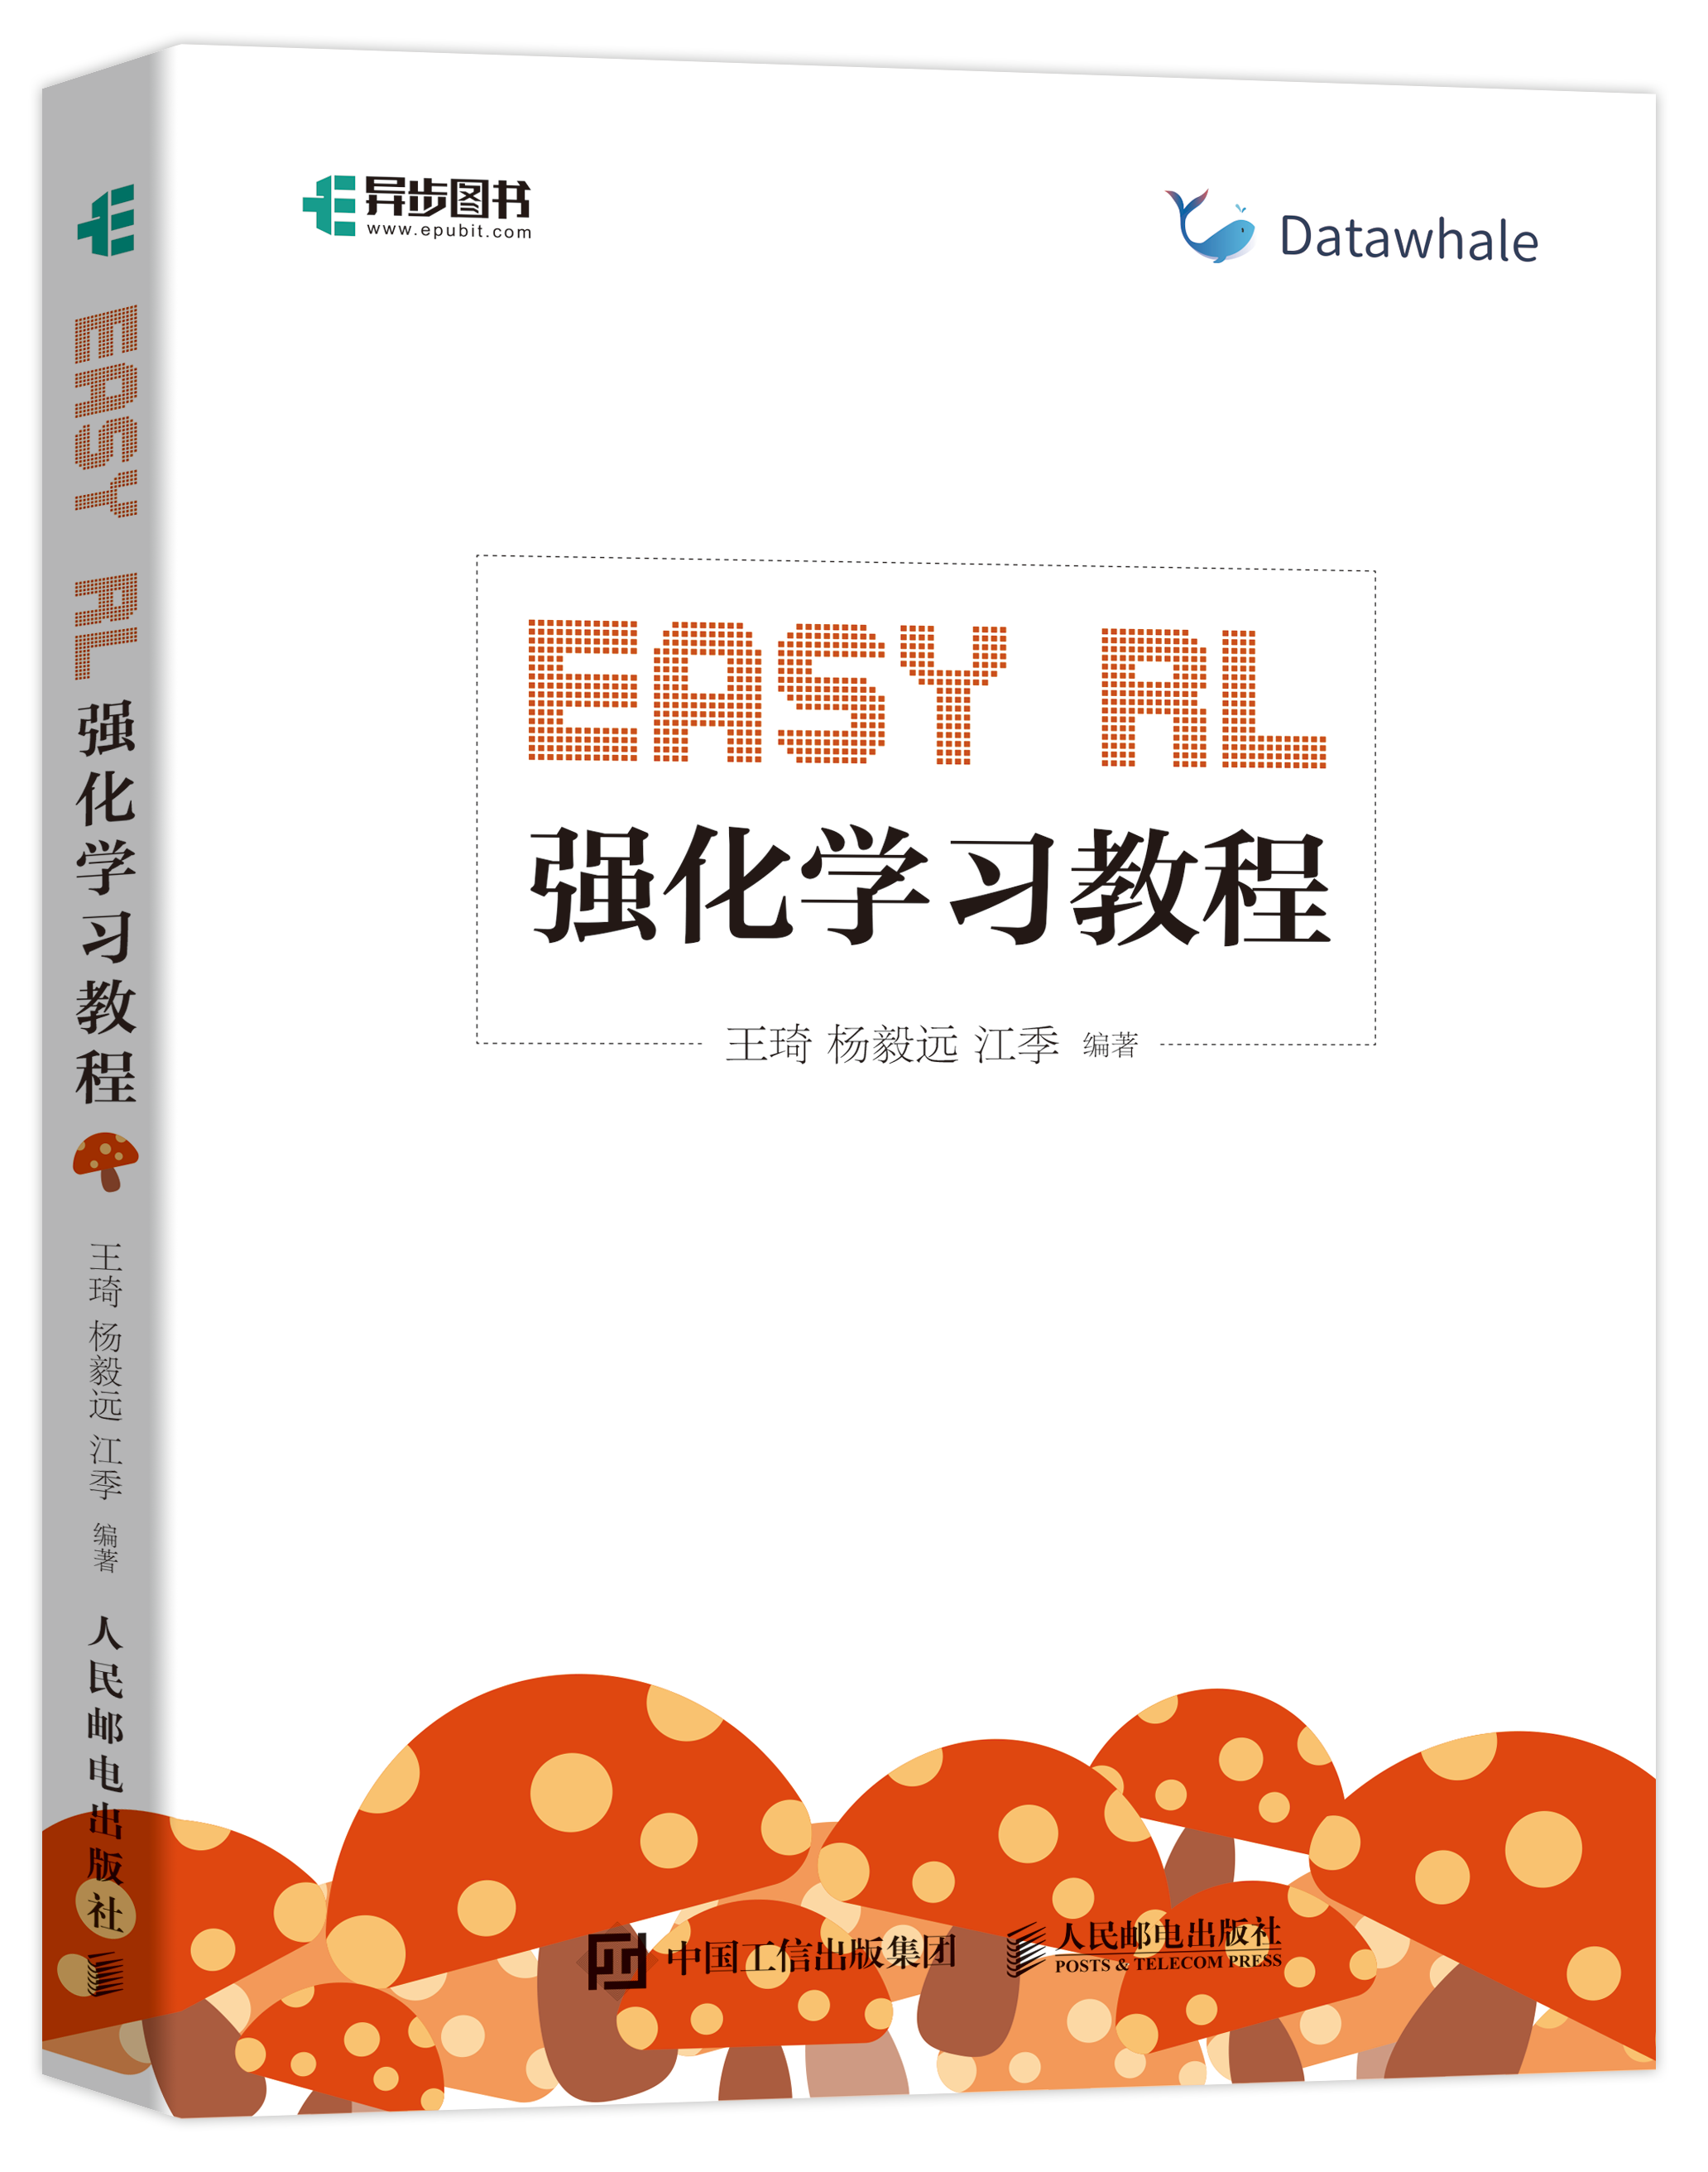 异步图书
www.epubit.com
Datawhale
EASY RL
强化学习教程
王琦 杨毅远 江季 编著
中国工信出版集团
人民邮电出版社
POSTS & TELECOM PRESS
EASY RL
强化学习教程
王琦 杨毅远 江季 编著
人民邮电出版社